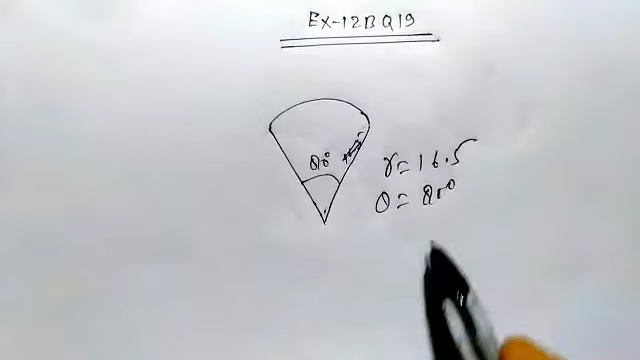 Ex-12B Q19
80°
r = 16.5
θ = 80°